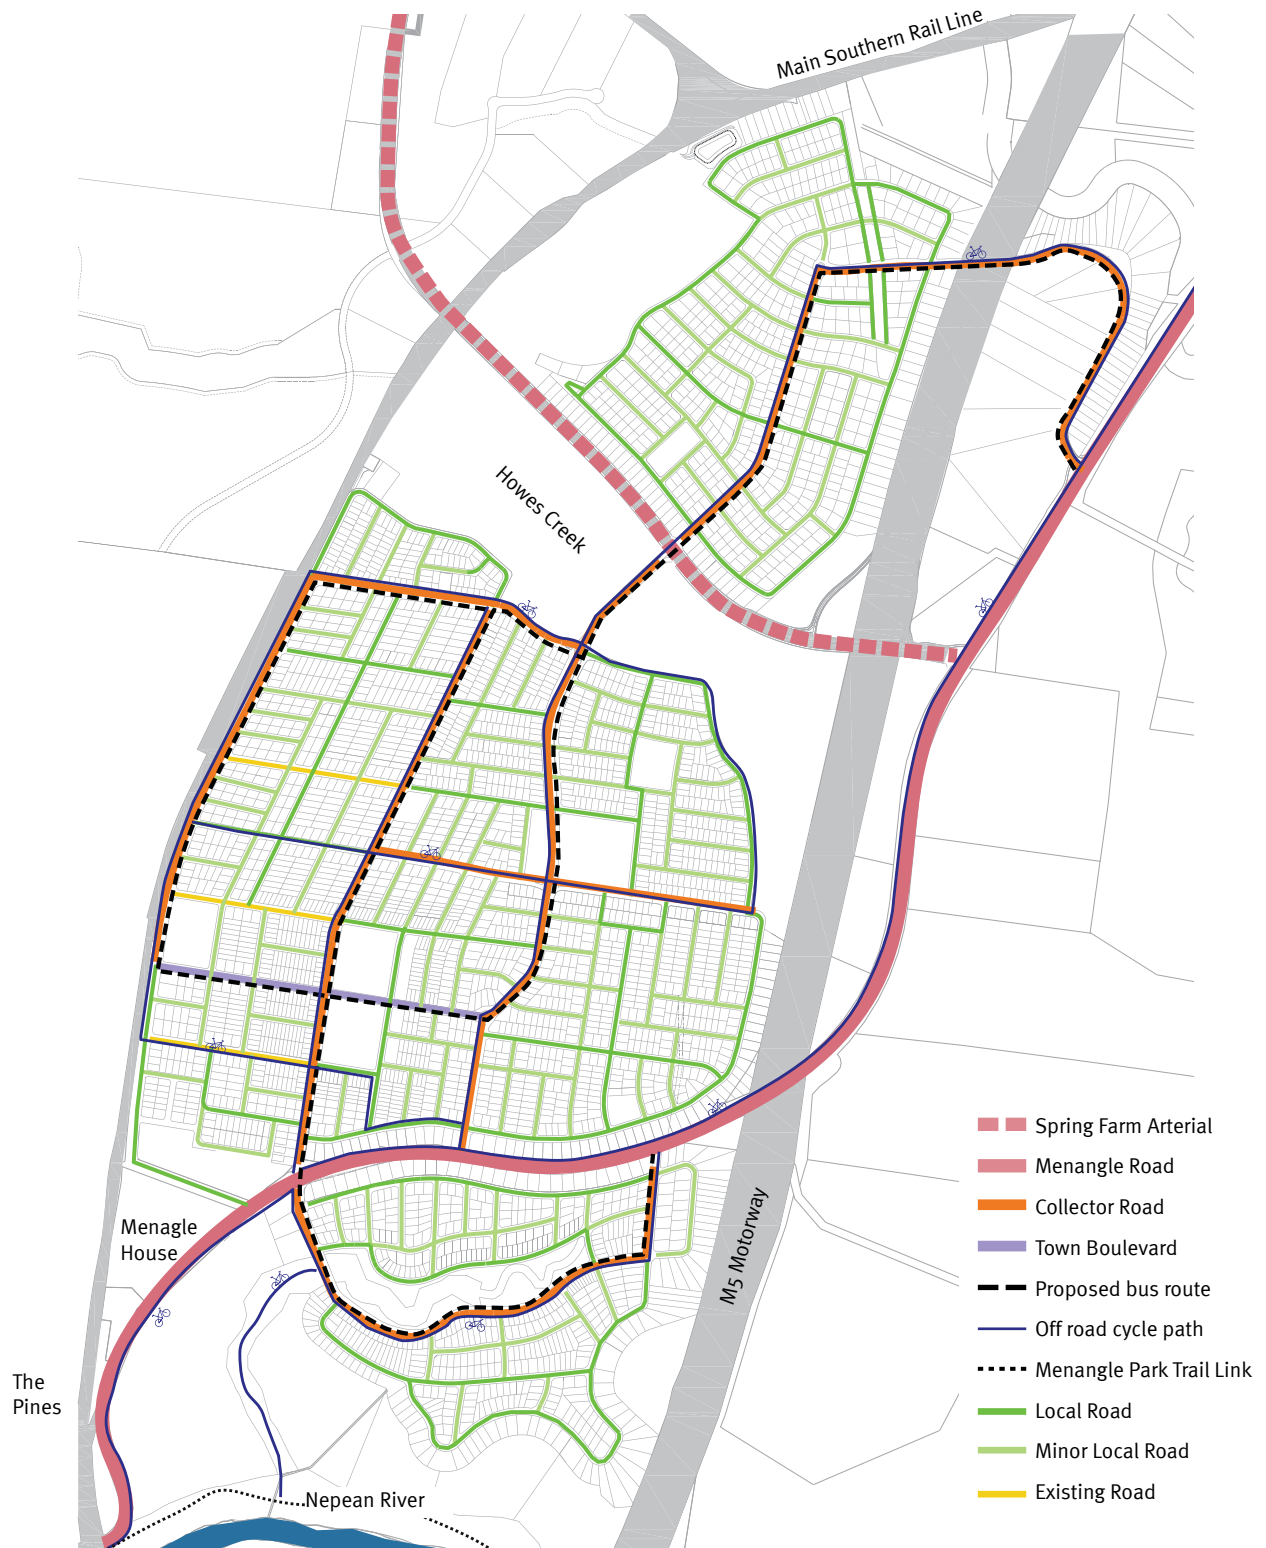 Main Southern Rail Line
Howes Creek
Spring Farm Arterial
Menangle Road
Collector Road
Town Boulevard
Proposed bus route
Off road cycle path
Menangle Park Trail Link
Local Road
Minor Local Road
Existing Road
M5 Motorway
Menagle
House
The
Pines
Nepean River